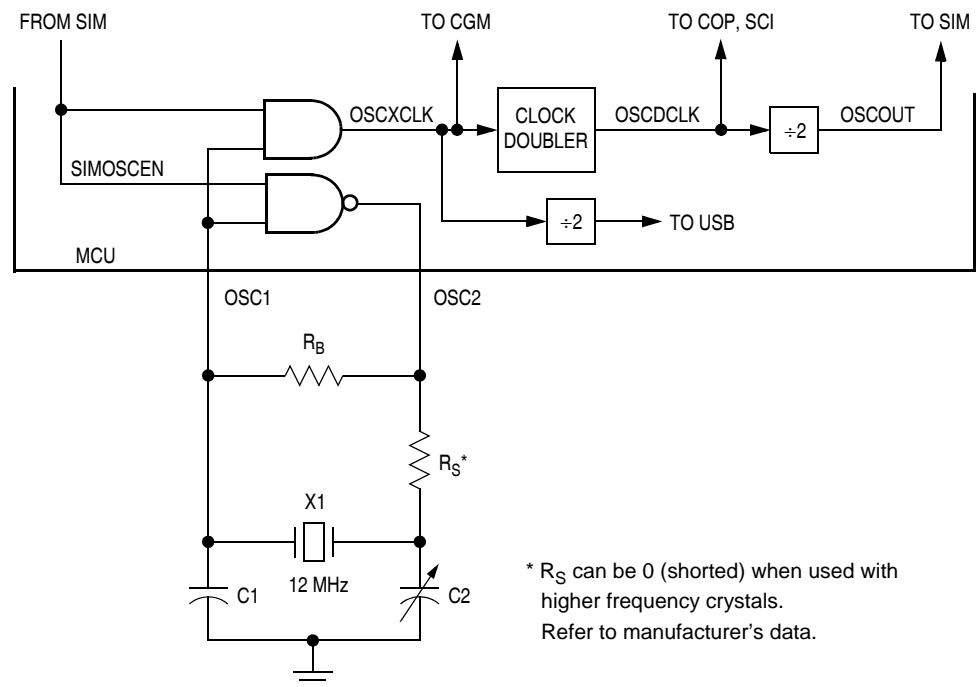 FROM SIM
TO CGM
TO COP, SCI
TO SIM
OSCXCLK
CLOCK
DOUBLER
OSCDCLK
÷2
OSCOUT
SIMOSCEN
÷2
TO USB
MCU
OSC1
OSC2
RB
RS*
X1
12 MHz
C1
C2
* RS can be 0 (shorted) when used with
higher frequency crystals.
Refer to manufacturer's data.